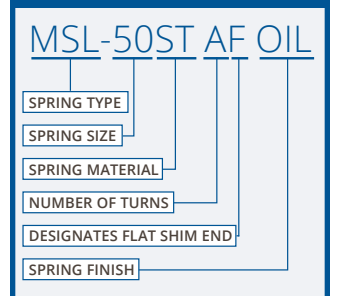 MSL-50ST AF OIL
SPRING TYPE
SPRING SIZE
SPRING MATERIAL
NUMBER OF TURNS
DESIGNATES FLAT SHIM END
SPRING FINISH